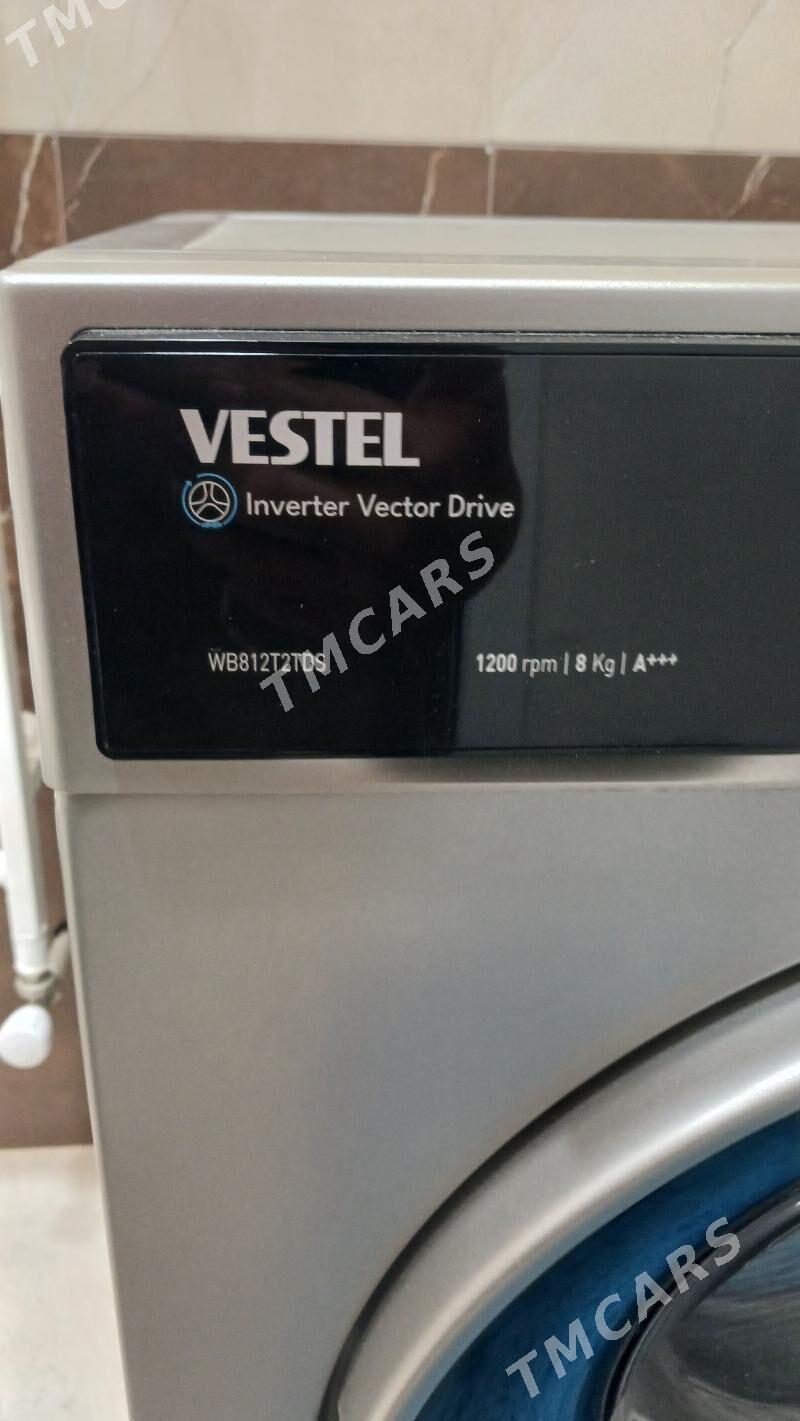 TMC
VESTEL
Inverter Vector Drive
TMCARS
WB812T2TDS
1200 rpm | 8 Kg | A+++
TMCARS